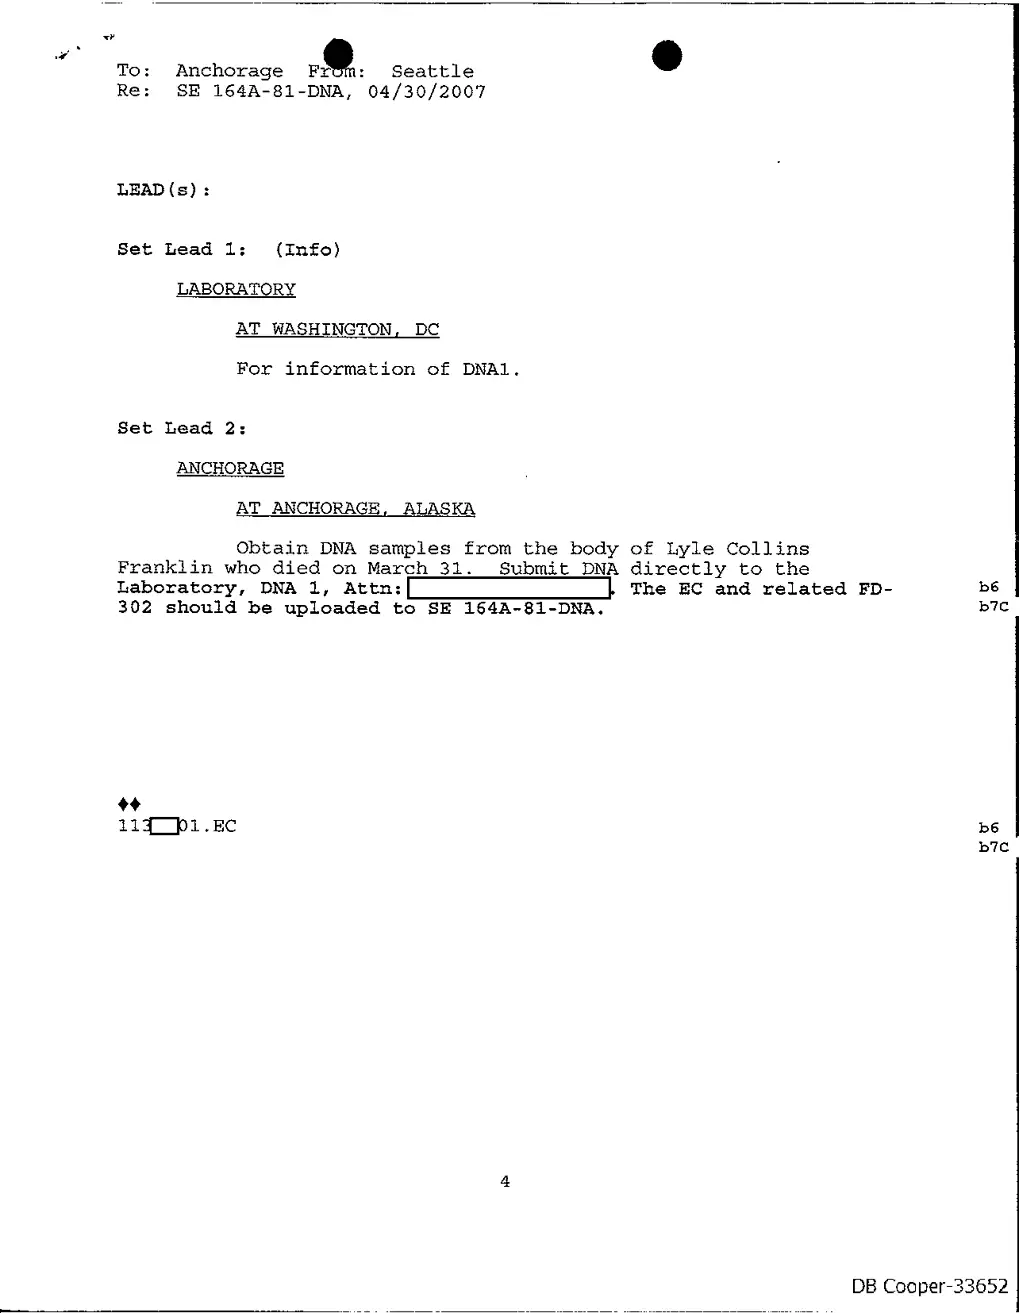 To: Anchorage From: Seattle
Re: SE 164A-81-DNA, 04/30/2007
LEAD(s):
Set Lead 1: (Info)
LABORATORY
AT WASHINGTON, DC
For information of DNA1.
Set Lead 2:
ANCHORAGE
AT ANCHORAGE, ALASKA
Obtain DNA samples from the body of Lyle Collins
Franklin who died on March 31. Submit DNA directly to the
Laboratory, DNA 1, Attn: . The EC and related FD-
b6
302 should be uploaded to SE 164A-81-DNA.
b7C
♦♦
113 01.EC
b6
b7C
4
DB Cooper-33652